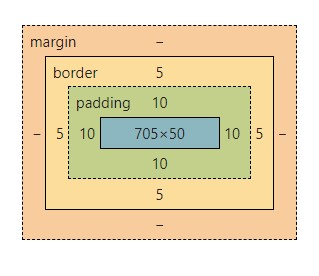 margin –
border 5
padding 10
– 5 10 705×50 10 5 –
10
5
–